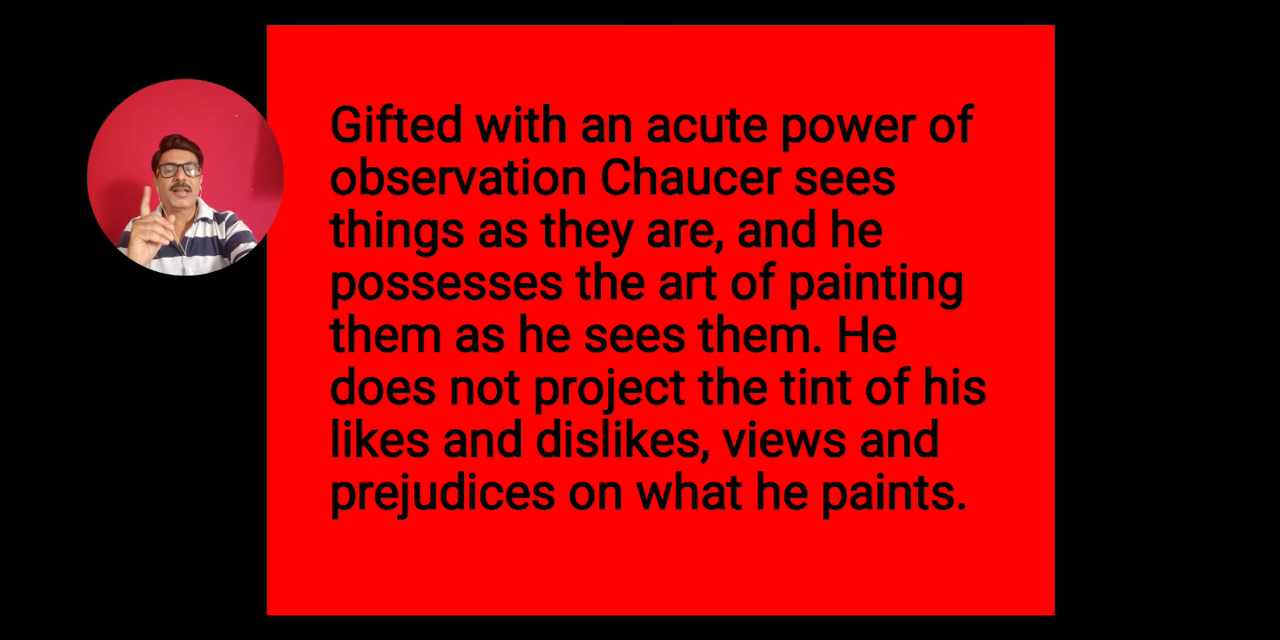 Gifted with an acute power of
observation Chaucer sees
things as they are, and he
possesses the art of painting
them as he sees them. He
does not project the tint of his
likes and dislikes, views and
prejudices on what he paints.